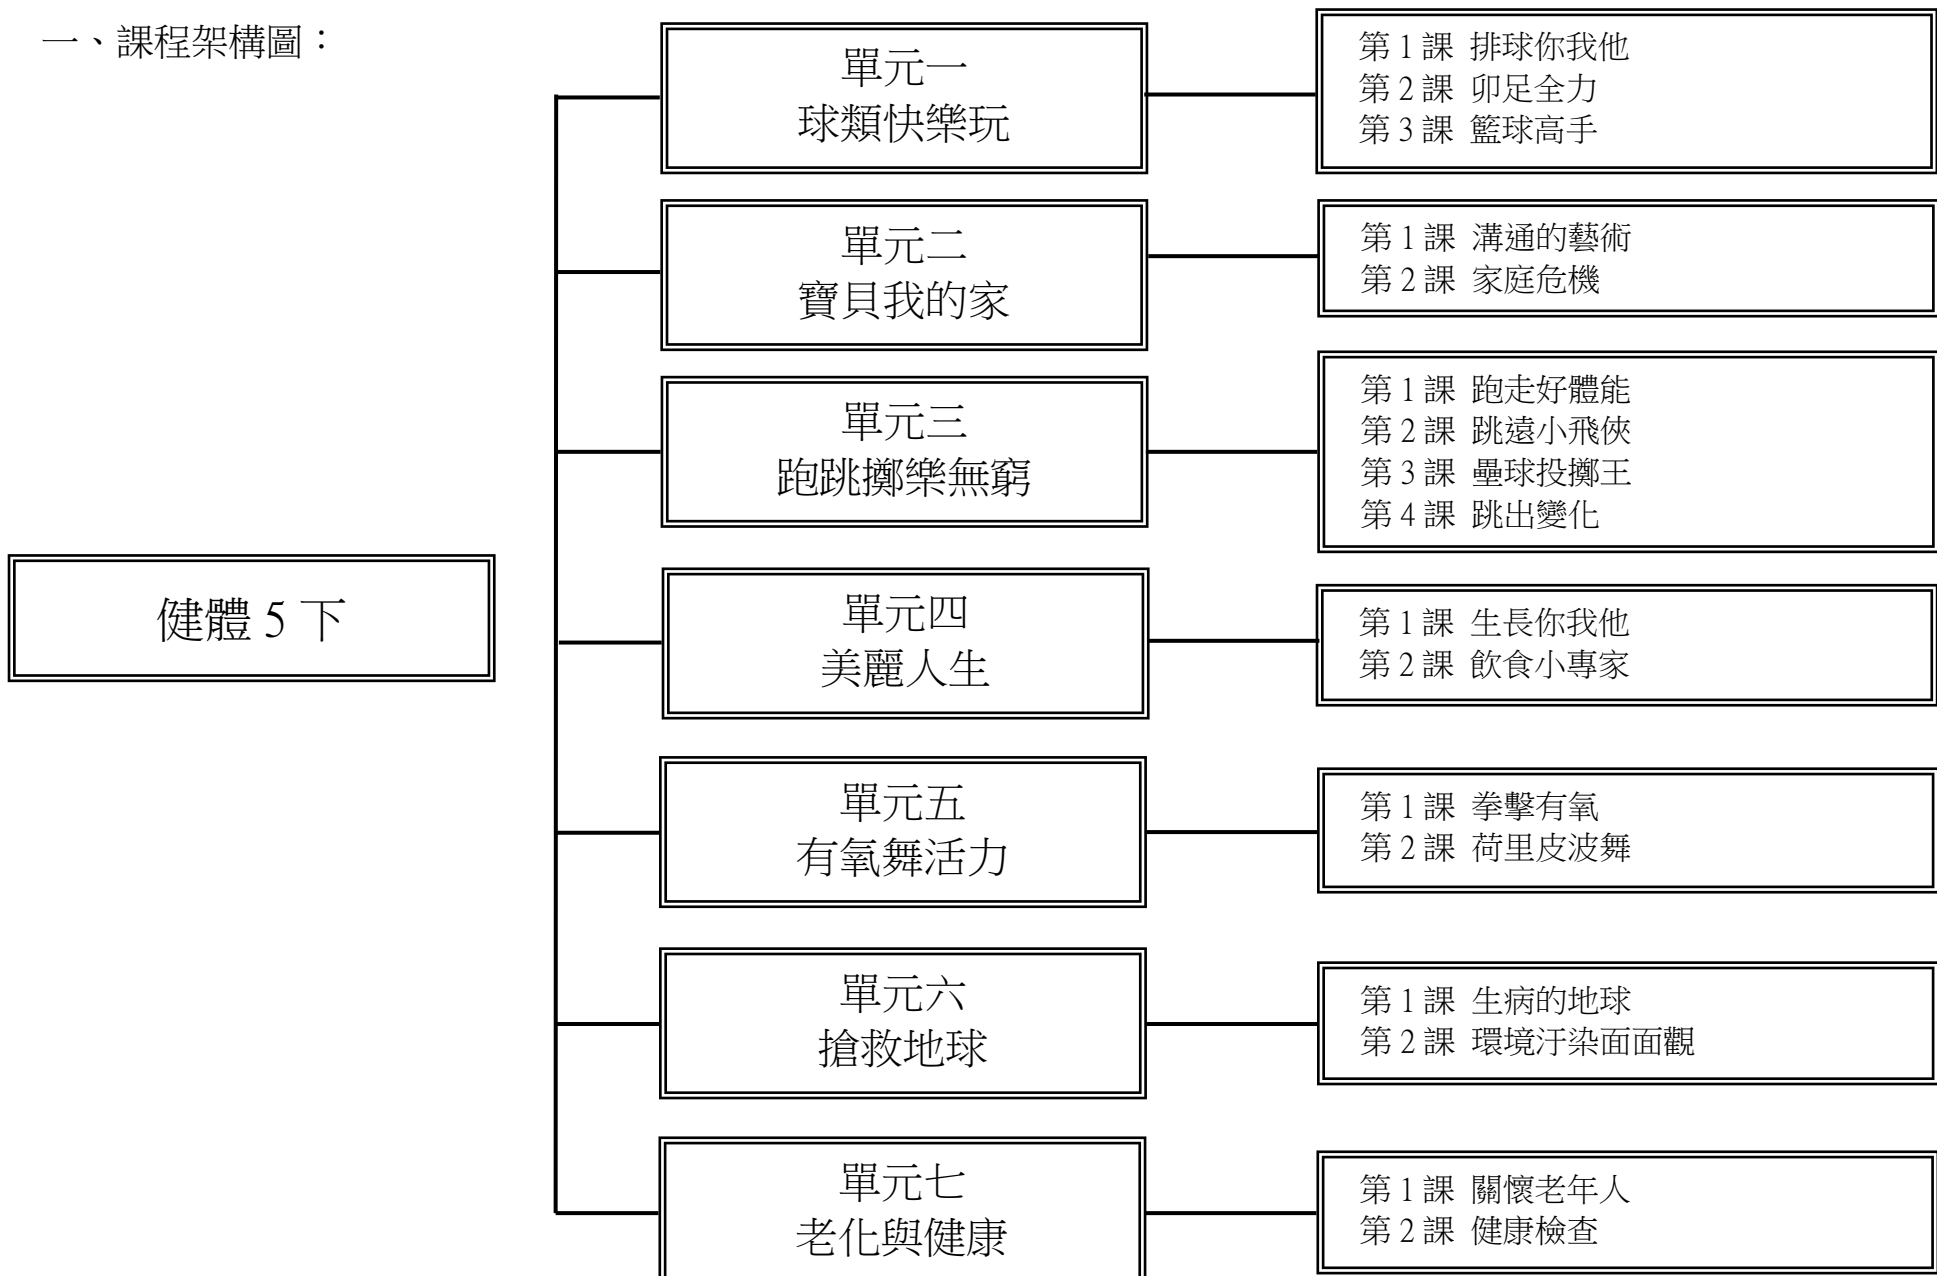 一、課程架構圖：
健體 5 下
單元一
球類快樂玩
第 1 課 排球你我他
第 2 課 卯足全力
第 3 課 籃球高手
單元二
寶貝我的家
第 1 課 溝通的藝術
第 2 課 家庭危機
單元三
跑跳擲樂無窮
第 1 課 跑走好體能
第 2 課 跳遠小飛俠
第 3 課 壘球投擲王
第 4 課 跳出變化
單元四
美麗人生
第 1 課 生長你我他
第 2 課 飲食小專家
單元五
有氧舞活力
第 1 課 拳擊有氧
第 2 課 荷里皮波舞
單元六
搶救地球
第 1 課 生病的地球
第 2 課 環境汙染面面觀
單元七
老化與健康
第 1 課 關懷老年人
第 2 課 健康檢查